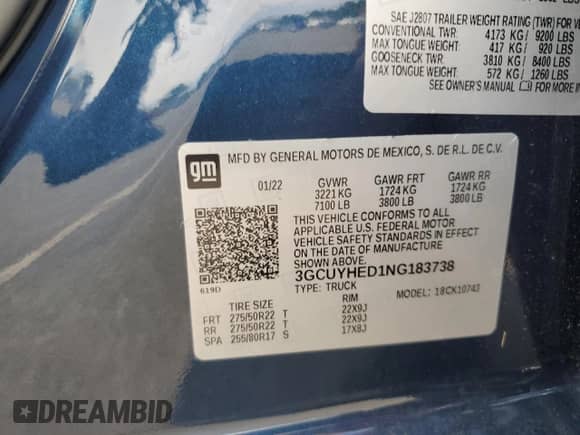 SAE J2807 TRAILER WEIGHT RATING (TWR) FOR
CONVENTIONAL TWR: 4173 KG / 9200 LBS
MAX TONGUE WT: 417 KG / 920 LBS
GOOSENECK TWR: 3810 KG / 8400 LBS
MAX TONGUE WT: 572 KG / 1260 LBS
SEE OWNER'S MANUAL FOR
gm
MFD BY GENERAL MOTORS DE MEXICO, S. DE R.L. DE C.V.
01/22 GVWR GAWR FRT GAWR RR
3221 KG 1724 KG 1724 KG
7100 LB 3800 LB 3800 LB
THIS VEHICLE CONFORMS TO ALL
APPLICABLE U.S. FEDERAL MOTOR
VEHICLE SAFETY STANDARDS IN EFFECT
ON THE DATE OF MANUFACTURE
SHOWN ABOVE.
3GCUYHED1NG183738
619D
TYPE: TRUCK MODEL: 18CK10743
TIRE SIZE RIM
FRT 275/50R22 T 22X9J
RR 275/50R22 T 22X9J
SPA 255/80R17 S 17X8J
DREAMBID